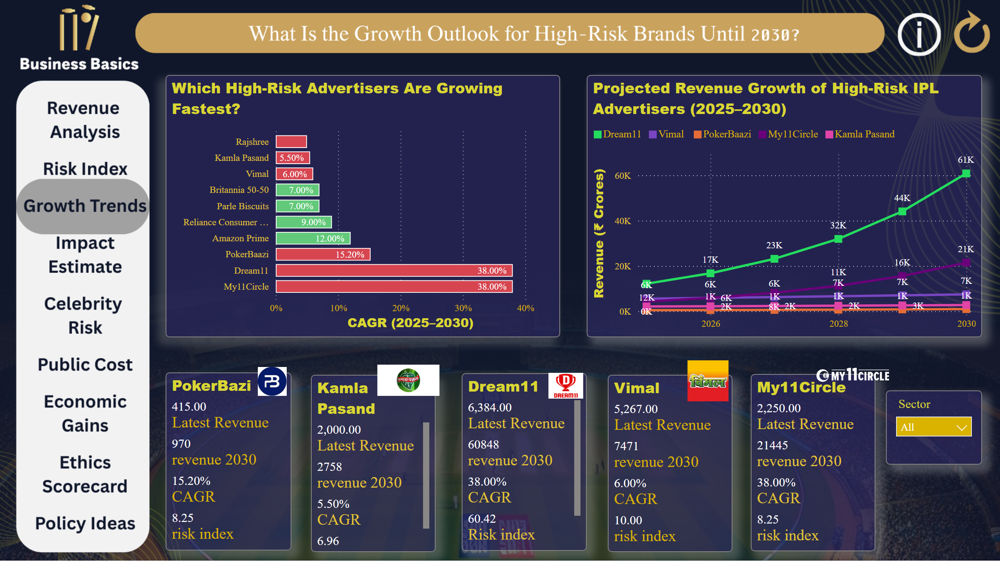 What Is the Growth Outlook for High-Risk Brands Until 2030?
Business Basics
Revenue
Analysis
Risk Index
Growth Trends
Impact
Estimate
Celebrity
Risk
Public Cost
Economic
Gains
Ethics
Scorecard
Policy Ideas
Which High-Risk Advertisers Are Growing
Fastest?
Rajshree
Kamla Pasand 5.50%
Vimal 6.00%
Britannia 50-50 7.00%
Parle Biscuits 7.00%
Reliance Consumer ... 9.00%
Amazon Prime 12.00%
PokerBaazi 15.20%
Dream11 38.00%
My11Circle 38.00%
0% 10% 20% 30% 40%
CAGR (2025–2030)
Projected Revenue Growth of High-Risk IPL
Advertisers (2025–2030)
Dream11 Vimal PokerBaazi My11Circle Kamla Pasand
Revenue (₹ Crores)
61K
60K
44K
40K
32K
23K
21K
17K
16K
20K
11K
6K 6K 6K 7K 7K 7K
12K 1K 6K 1K 1K 1K 1K
2K 8K 2K 2K 3K
0K 0K
2026 2028 2030
PokerBazi
PB
415.00
Latest Revenue
970
revenue 2030
15.20%
CAGR
8.25
risk index
Kamla
Pasand
कमला पसन्द
2,000.00
Latest Revenue
2758
revenue 2030
5.50%
CAGR
6.96
Dream11
D
DREAM11
6,384.00
Latest Revenue
60848
revenue 2030
38.00%
CAGR
60.42
Risk index
Vimal
विमल
5,267.00
Latest Revenue
7471
revenue 2030
6.00%
CAGR
10.00
risk index
MY11CIRCLE
My11Circle
2,250.00
Latest Revenue
21445
revenue 2030
38.00%
CAGR
8.25
risk index
Sector
All